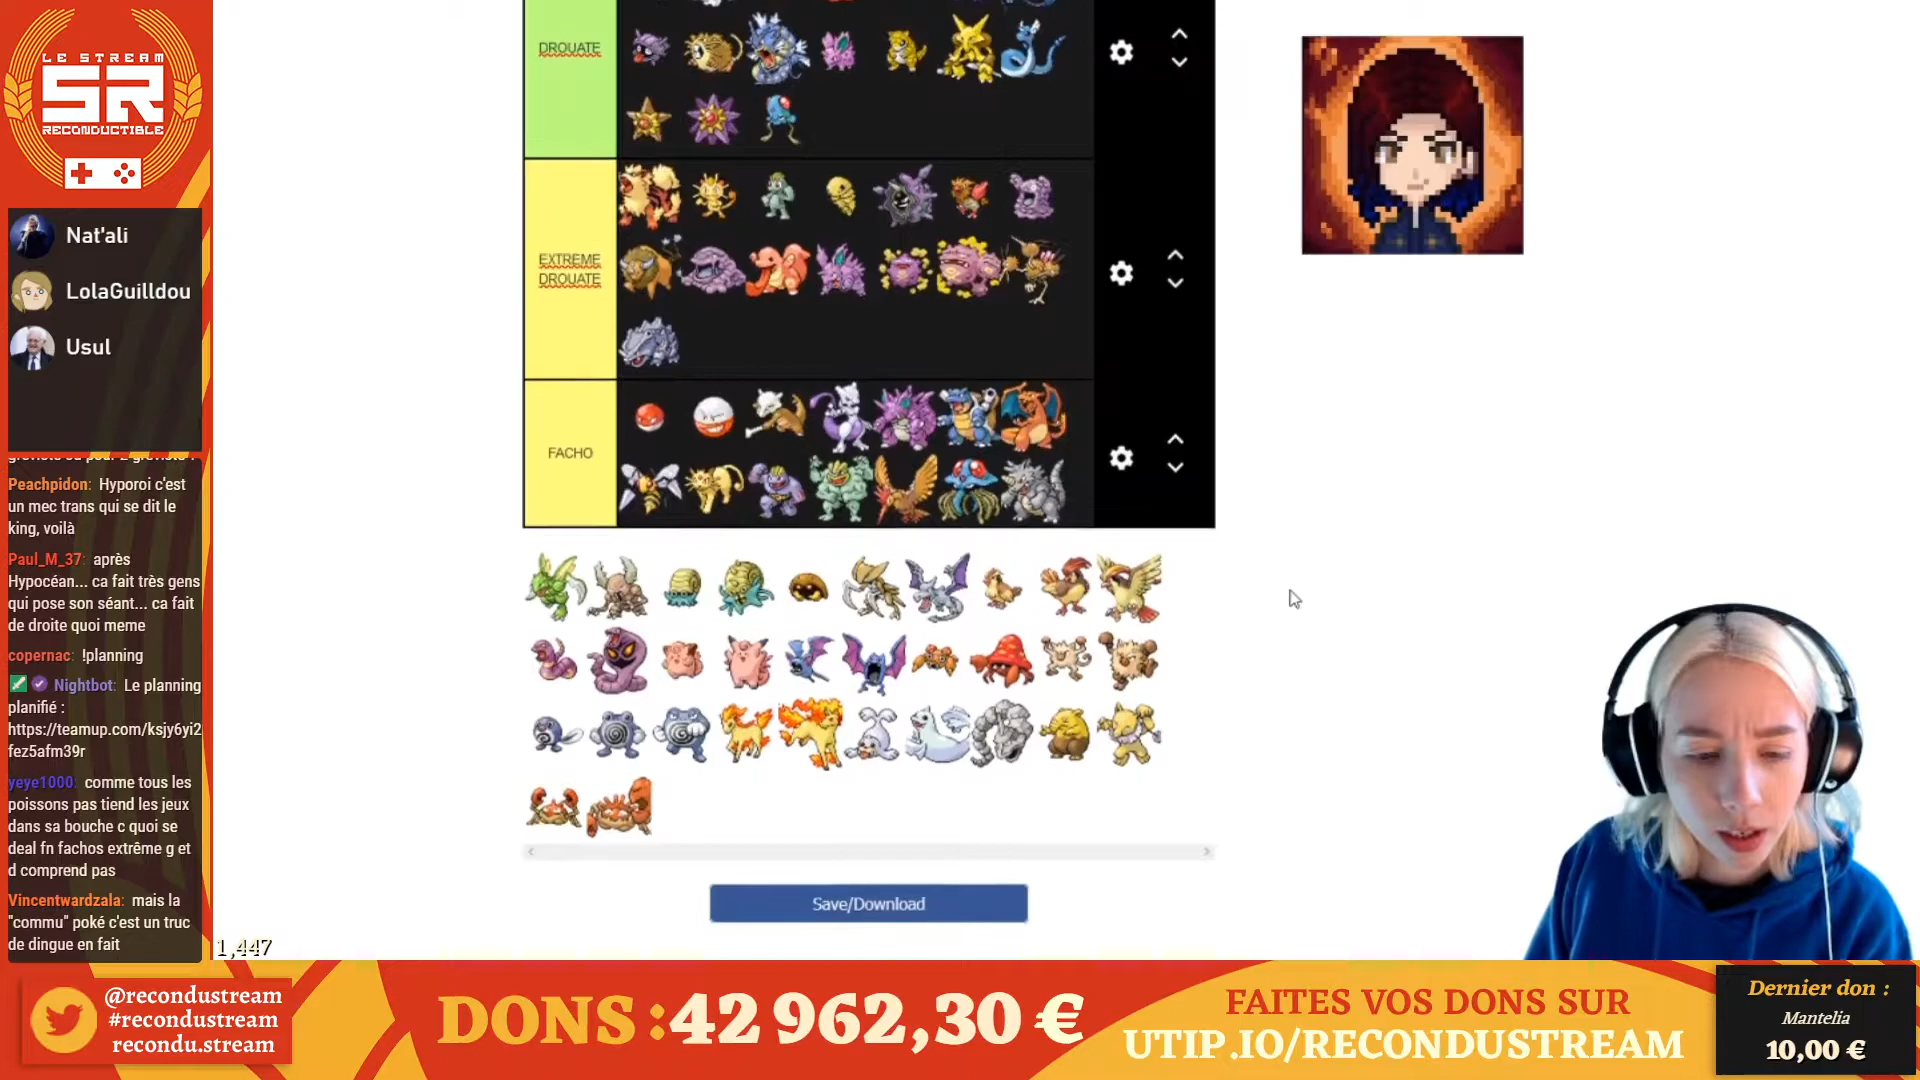 LE STREAM
SR
RECONDUCTIBLE
Nat'ali
LolaGuilldou
Usul
Peachpidon: Hyporoi c'est
un mec trans qui se dit le
king, voilà
Paul_M_37: après
Hypocéan... ca fait très gens
qui pose son séant... ca fait
de droite quoi meme
copernac: !planning
Nightbot: Le planning
planifié :
https://teamup.com/ksjy6yi2
fez5afm39r
yeye1000: comme tous les
poissons pas tiend les jeux
dans sa bouche c quoi se
deal fn fachos extrême g et
d comprend pas
Vincentwardzala: mais la
"commu" poké c'est un truc
de dingue en fait
DROUATE
EXTREME
DROUATE
FACHO
Save/Download
1,447
@recondustream
#recondustream
recondu.stream
DONS :42 962,30 €
FAITES VOS DONS SUR
UTIP.IO/RECONDUSTREAM
Dernier don :
Mantelia
10,00 €